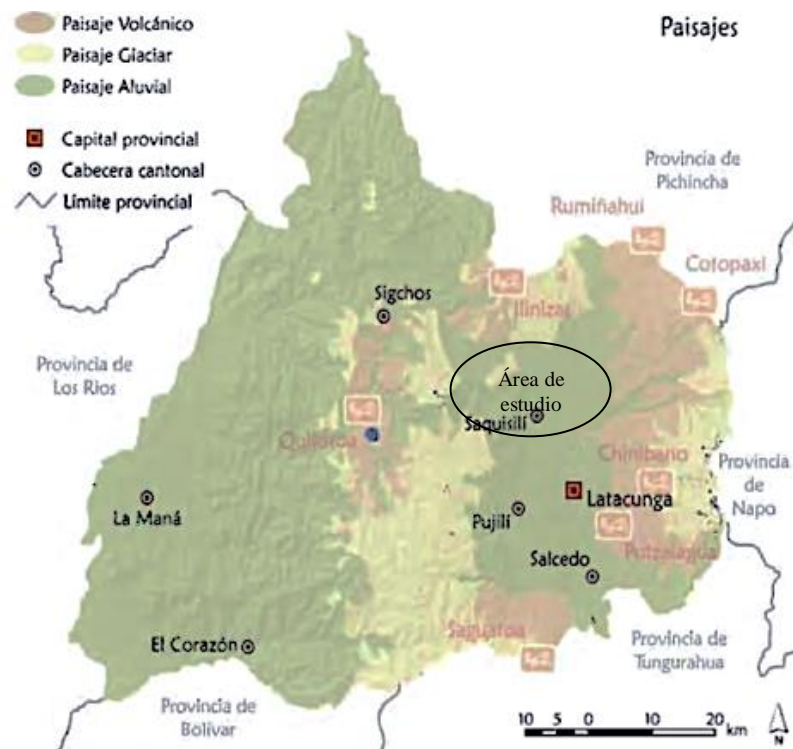 Paisaje Volcánico
Paisaje Glaciar
Paisaje Aluvial
Capital provincial
Cabecera cantonal
Límite provincial
Paisajes
Provincia de
Pichincha
Rumiñahui
Cotopaxi
Iliniza
Sigchos
Provincia de
Los Ríos
Área de
estudio
Saquisilí
Quilotoa
Chinibano
Provincia
de
Napo
La Maná
Latacunga
Pujilí
Putzalagua
Salcedo
Saguatoa
El Corazón
Provincia de
Tungurahua
Provincia de
Bolívar
10 5 0 10 20 km
N